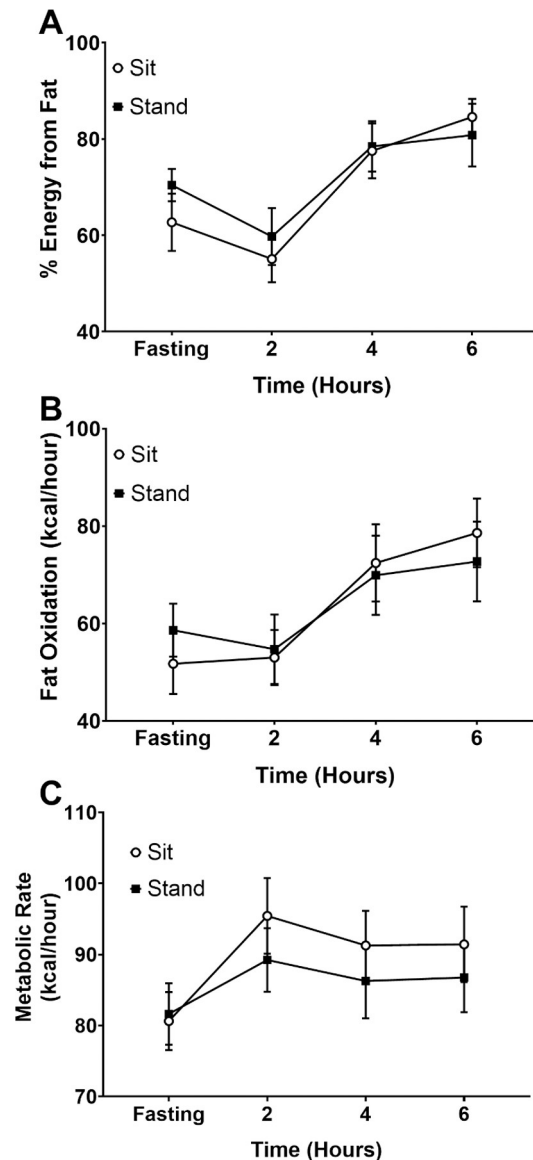 A
100
80
60
40
% Energy from Fat
Sit
Stand
Fasting 2 4 6
Time (Hours)
B
100
80
60
40
Fat Oxidation (kcal/hour)
Sit
Stand
Fasting 2 4 6
Time (Hours)
C
110
100
90
80
70
Metabolic Rate
(kcal/hour)
Sit
Stand
Fasting 2 4 6
Time (Hours)